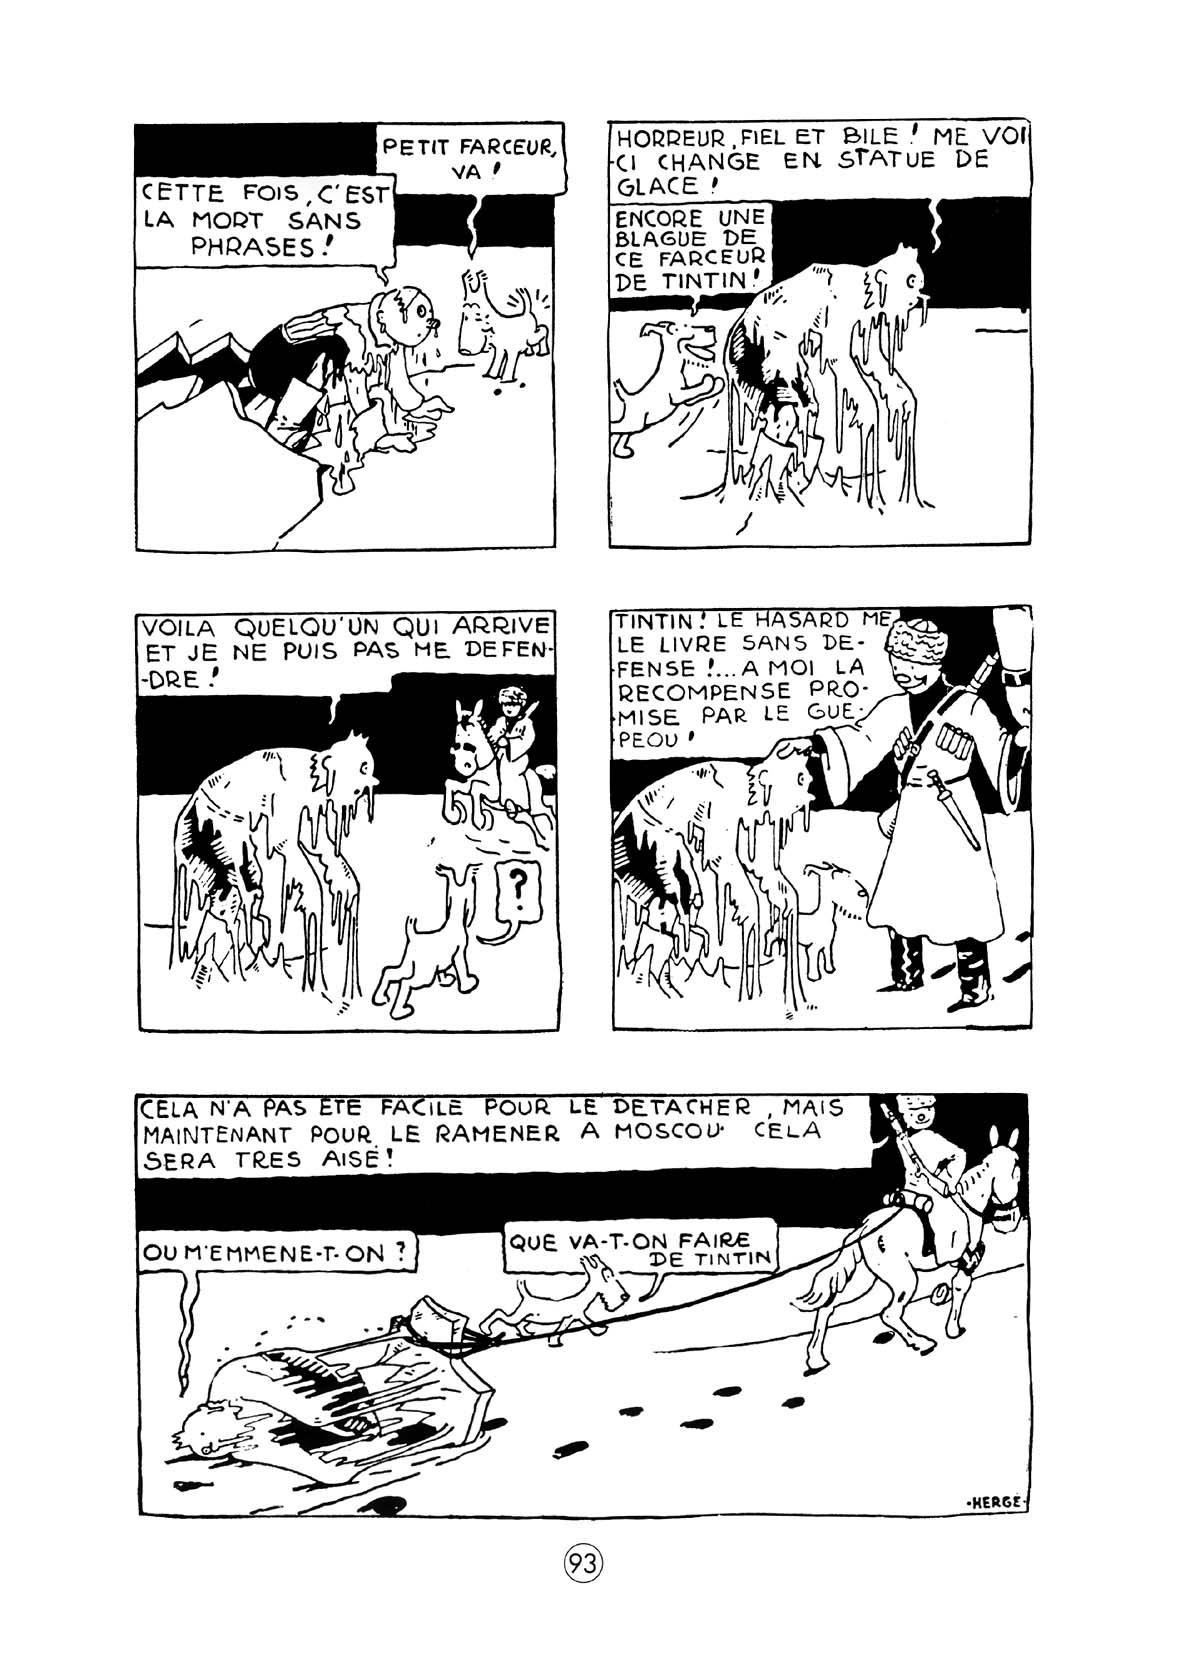 CETTE FOIS, C'EST
LA MORT SANS
PHRASES!
PETIT FARCEUR,
VA!
HORREUR, FIEL ET BILE! ME VOI
-CI CHANGE EN STATUE DE
GLACE!
ENCORE UNE
BLAGUE DE
CE FARCEUR
DE TINTIN!
VOILA QUELQU'UN QUI ARRIVE
ET JE NE PUIS PAS ME DEFEN-
-DRE!
?
TINTIN! LE HASARD ME
LE LIVRE SANS DE-
-FENSE!...A MOI LA
RECOMPENSE PRO-
-MISE PAR LE GUE-
-PEOU!
CELA N'A PAS ETE FACILE POUR LE DETACHER, MAIS
MAINTENANT POUR LE RAMENER A MOSCOU CELA
SERA TRES AISE!
OU M'EMMENE-T-ON?
QUE VA-T-ON FAIRE
DE TINTIN
·HERGE·
93